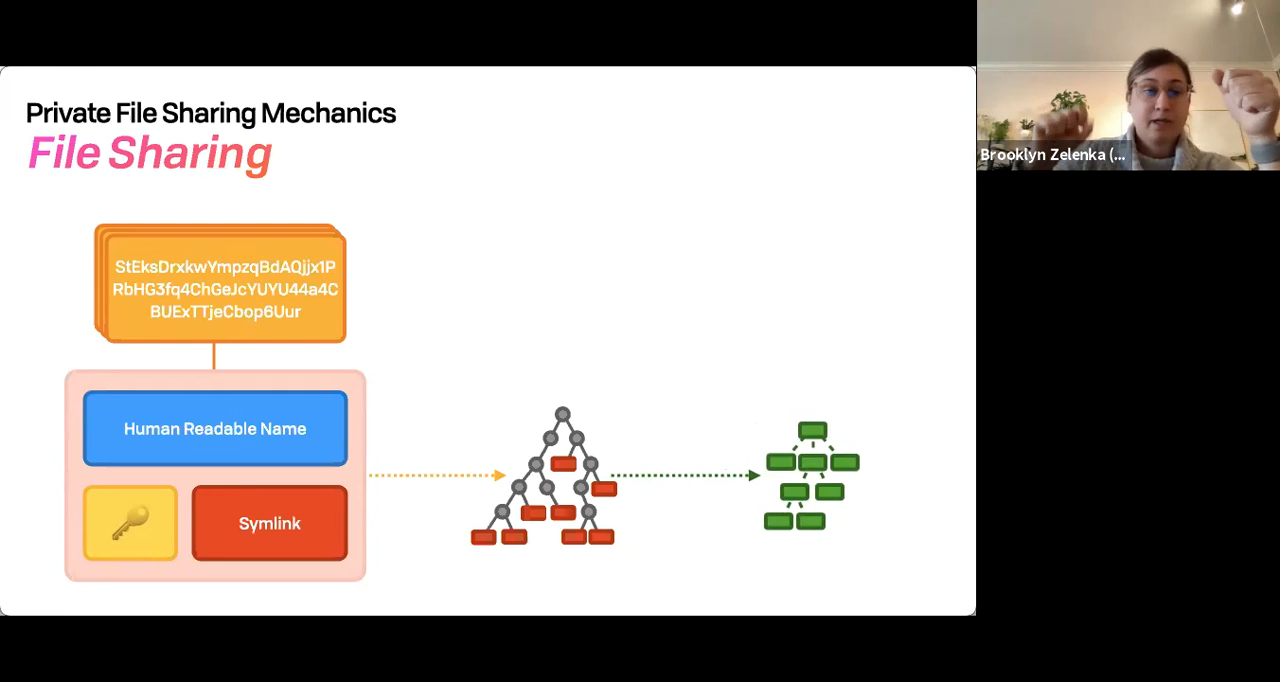 Private File Sharing Mechanics
File Sharing
StEksDrxkwYmpzqBdAQjjx1P
RbHG3fq4ChGeJcYUYU44a4C
BUExTTjeCbop6Uur
Human Readable Name
Symlink
Brooklyn Zelenka (...